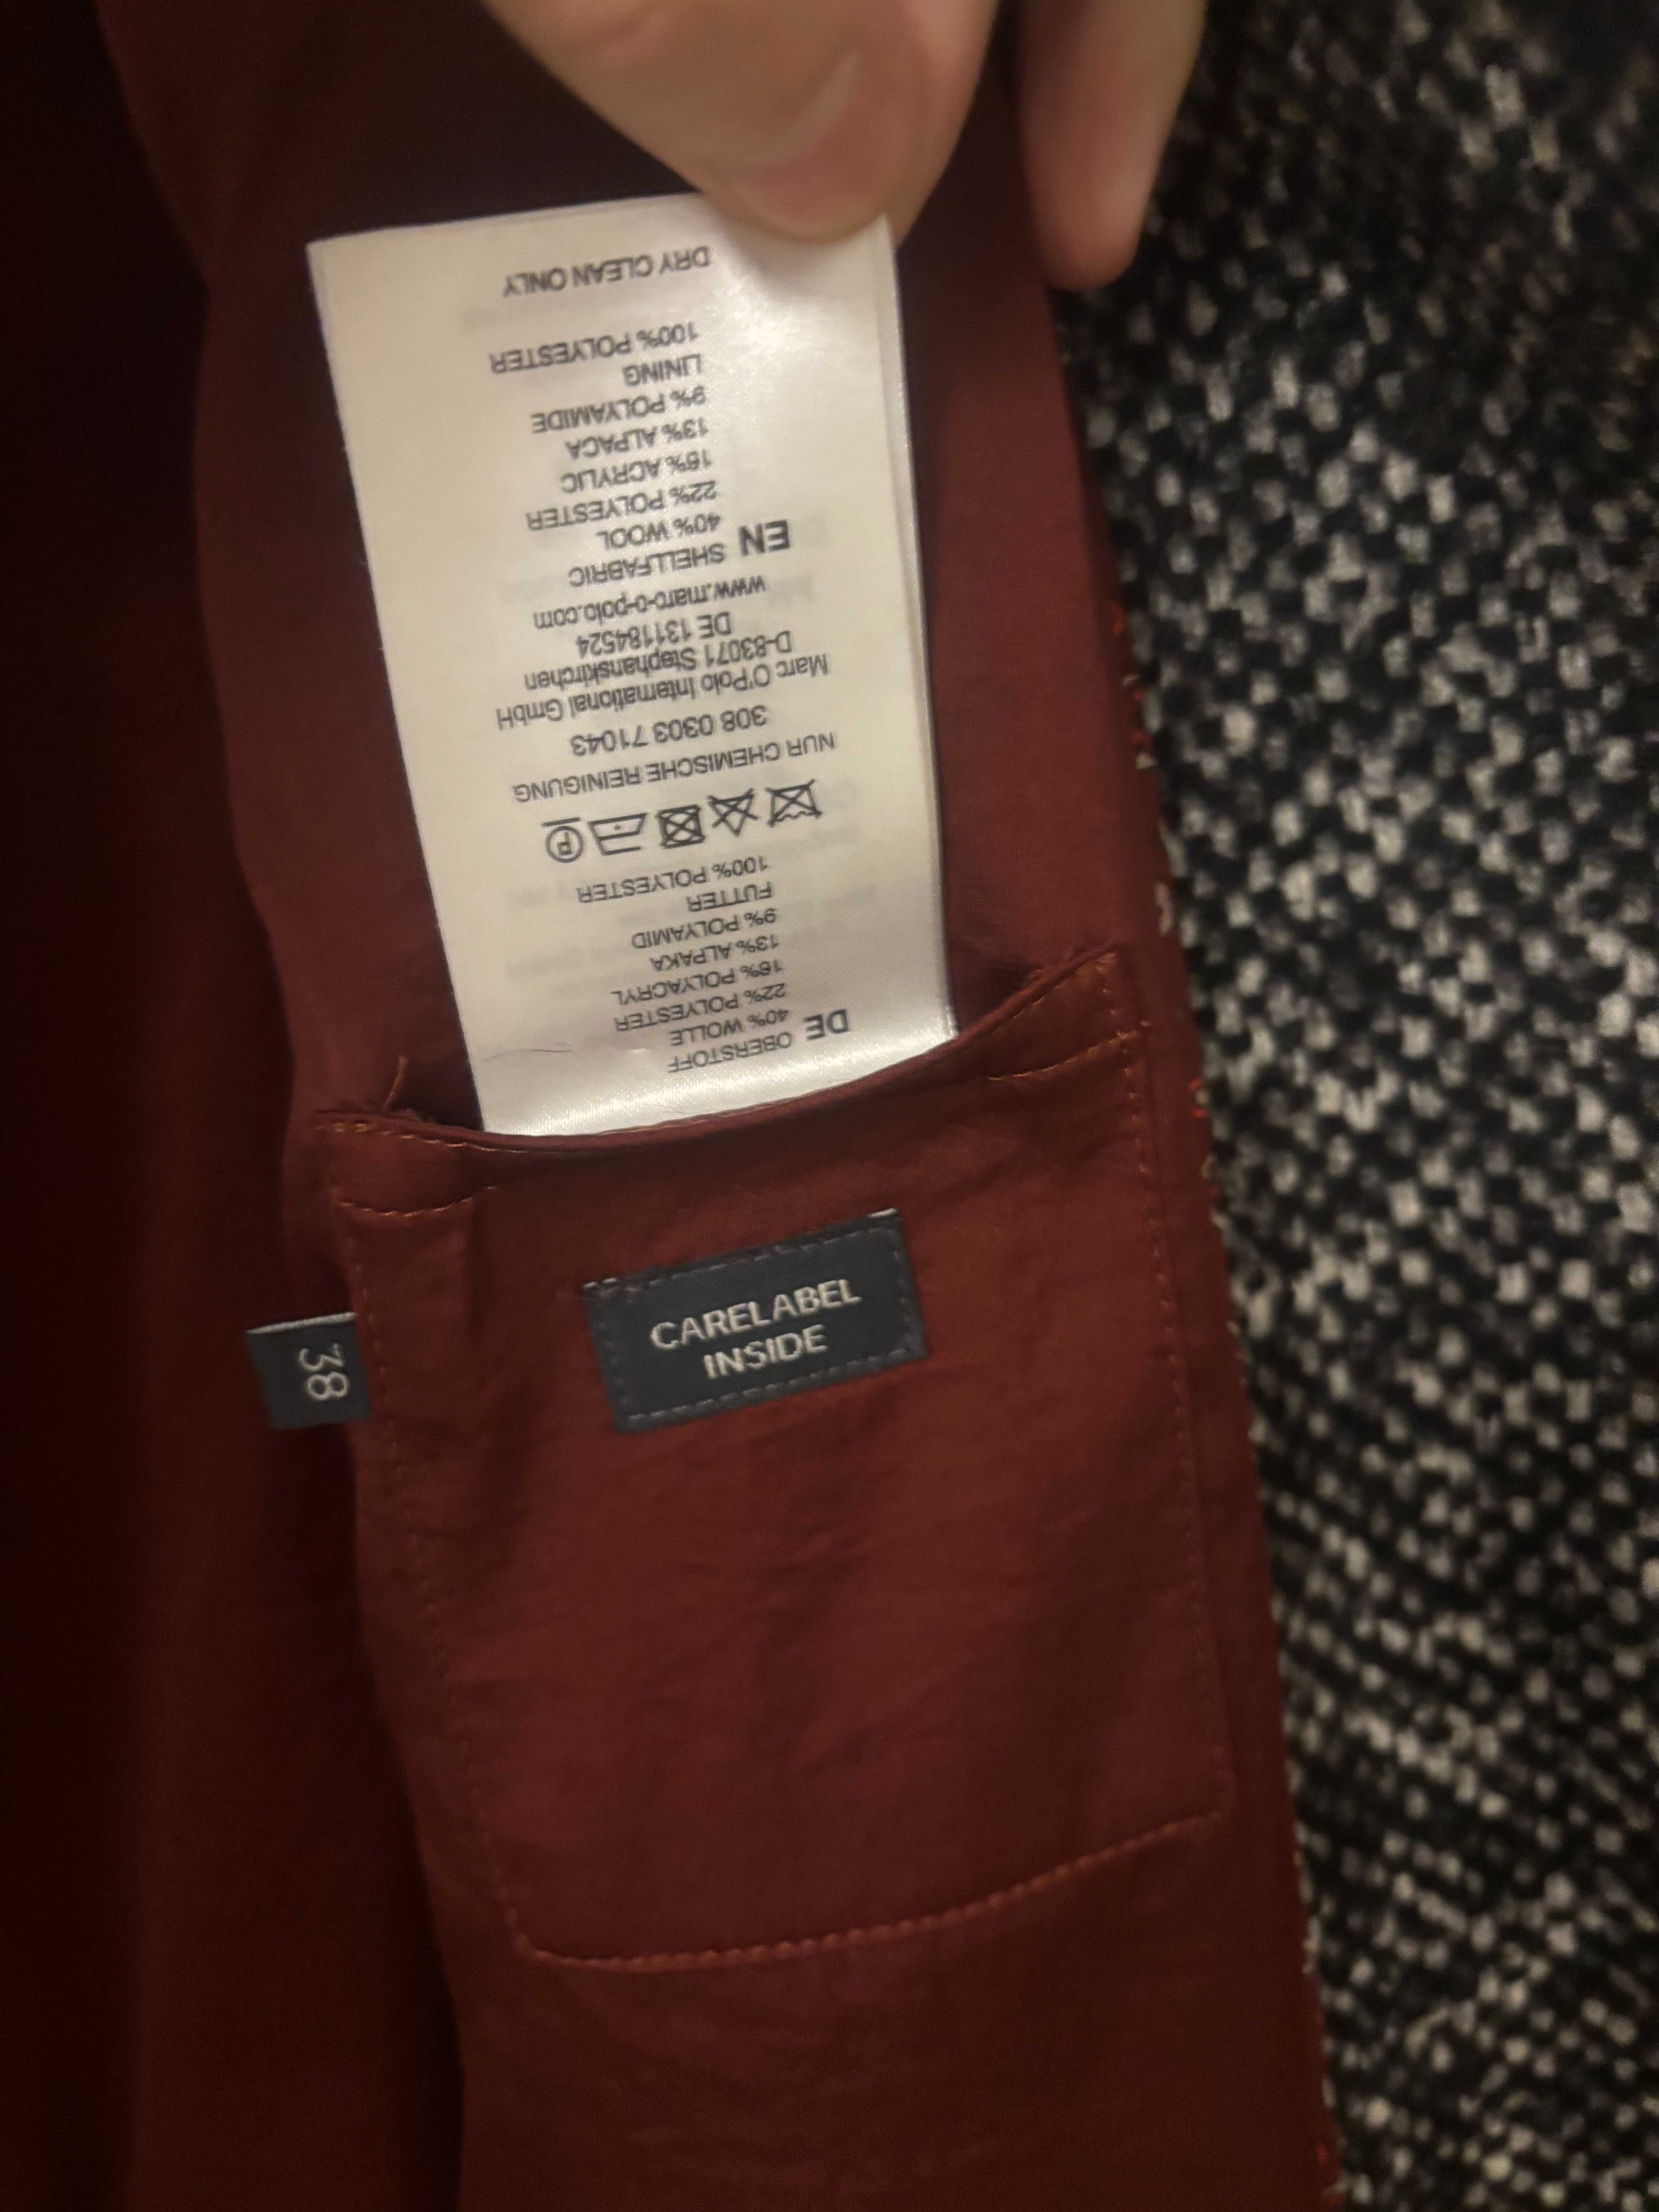 DE OBERSTOFF
40% WOLLE
22% POLYESTER
16% POLYACRYL
13% ALPAKA
9% POLYAMID
FUTTER
100% POLYESTER
P
NUR CHEMISCHE REINIGUNG
308 0303 71043
Marc O'Polo International GmbH
D-83071 Stephanskirchen
DE 131184524
www.marc-o-polo.com
EN SHELLFABRIC
40% WOOL
22% POLYESTER
16% ACRYLIC
13% ALPACA
9% POLYAMIDE
LINING
100% POLYESTER
DRY CLEAN ONLY
CARELABEL
INSIDE
38